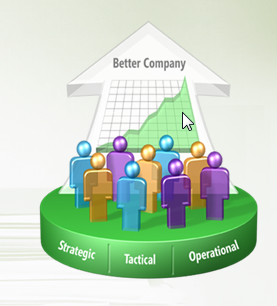 Better Company
Strategic
Tactical
Operational